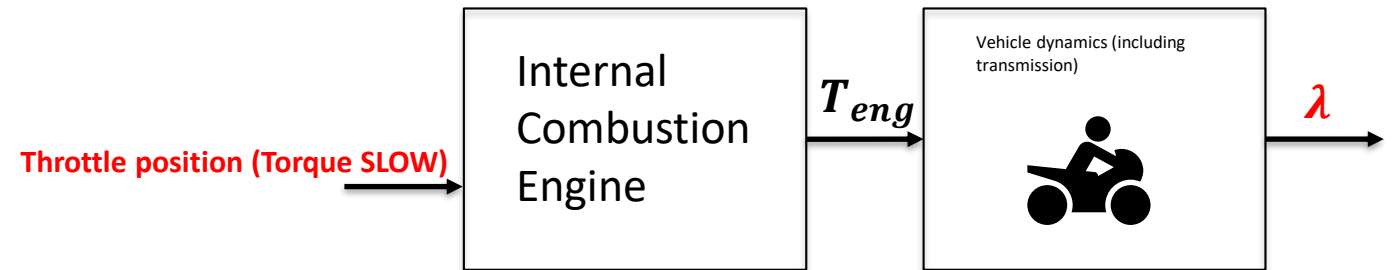 Throttle position (Torque SLOW)
Internal
Combustion
Engine
T_eng
Vehicle dynamics (including
transmission)
λ